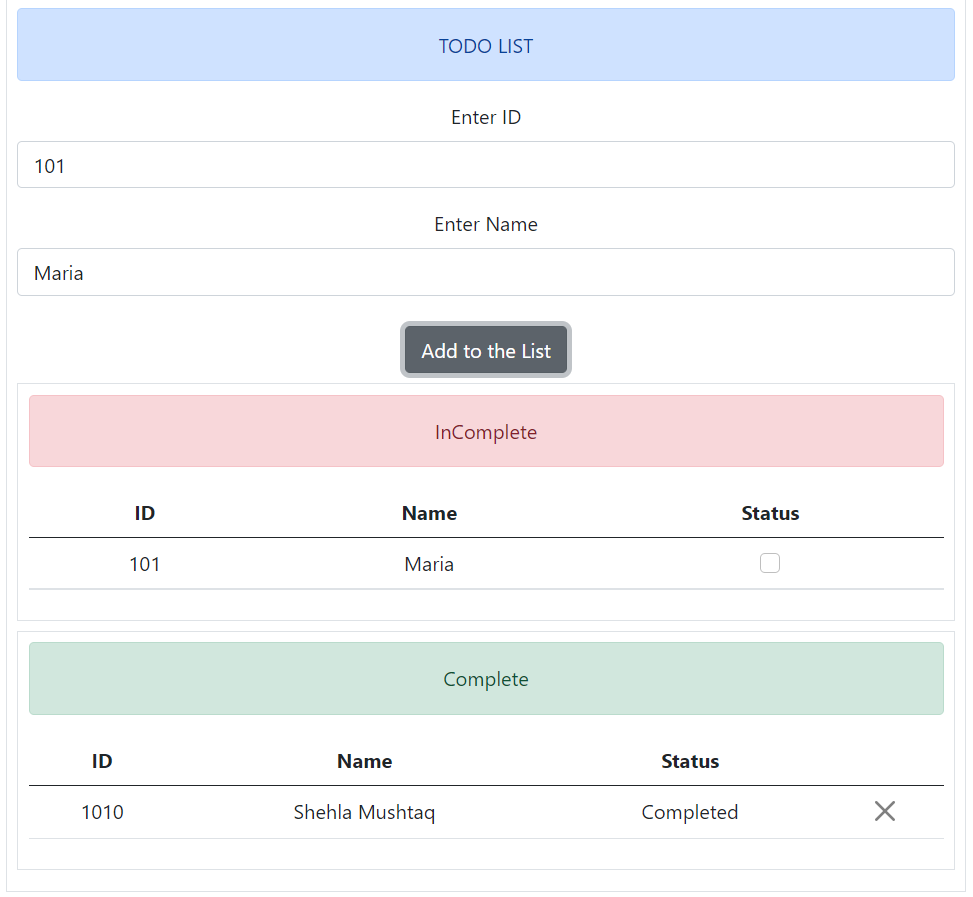 TODO LIST
Enter ID
101
Enter Name
Maria
Add to the List
InComplete
ID Name Status
101 Maria
Complete
ID Name Status
1010 Shehla Mushtaq Completed